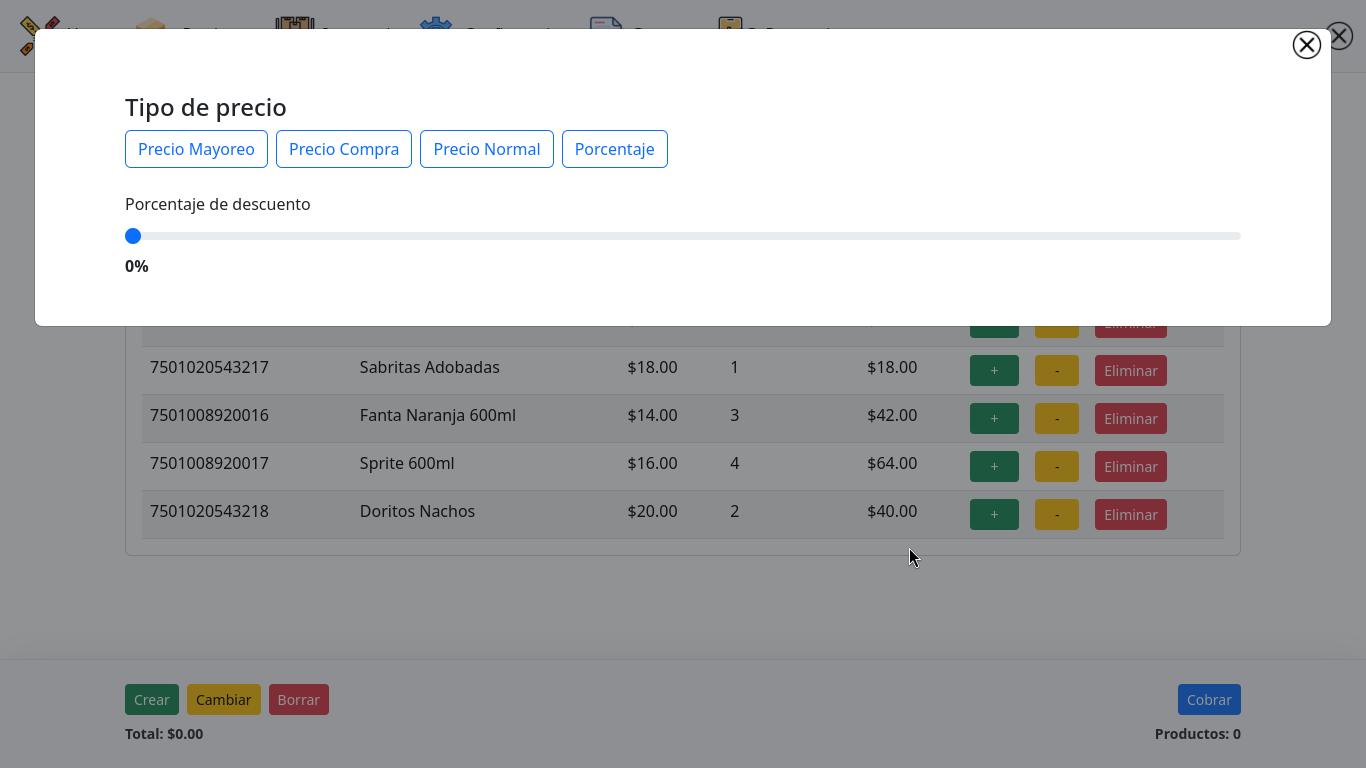 Tipo de precio
Precio Mayoreo Precio Compra Precio Normal Porcentaje
Porcentaje de descuento
0%
Eliminar
7501020543217 Sabritas Adobadas $18.00 1 $18.00 + - Eliminar
7501008920016 Fanta Naranja 600ml $14.00 3 $42.00 + - Eliminar
7501008920017 Sprite 600ml $16.00 4 $64.00 + - Eliminar
7501020543218 Doritos Nachos $20.00 2 $40.00 + - Eliminar
Crear Cambiar Borrar Cobrar
Total: $0.00 Productos: 0